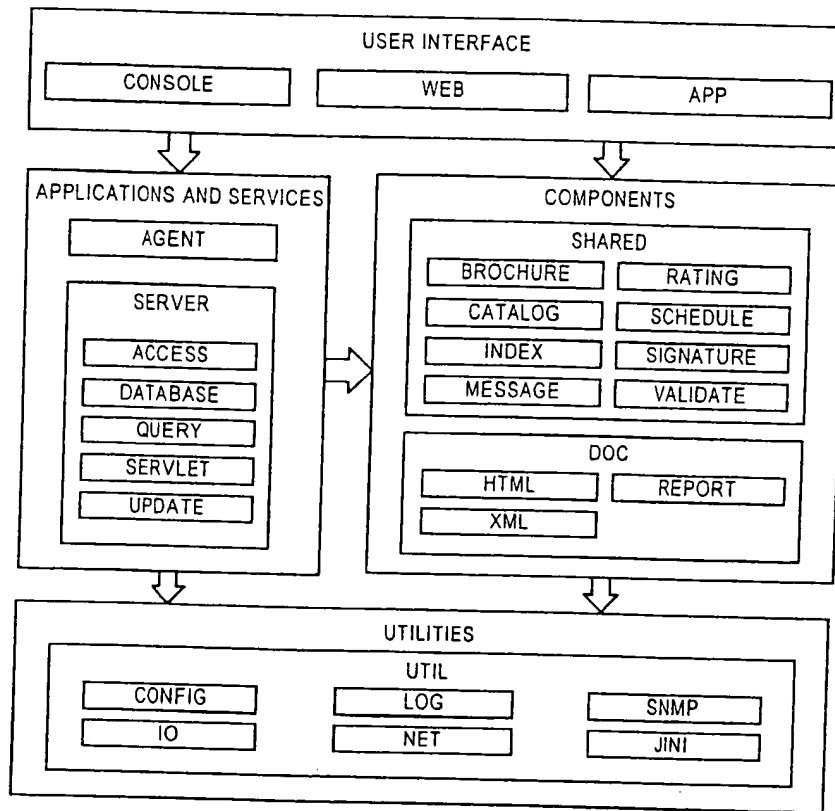 USER INTERFACE
CONSOLE
WEB
APP
APPLICATIONS AND SERVICES
AGENT
SERVER
ACCESS
DATABASE
QUERY
SERVLET
UPDATE
COMPONENTS
SHARED
BROCHURE
RATING
CATALOG
SCHEDULE
INDEX
SIGNATURE
MESSAGE
VALIDATE
DOC
HTML
REPORT
XML
UTILITIES
UTIL
CONFIG
LOG
SNMP
IO
NET
JINI